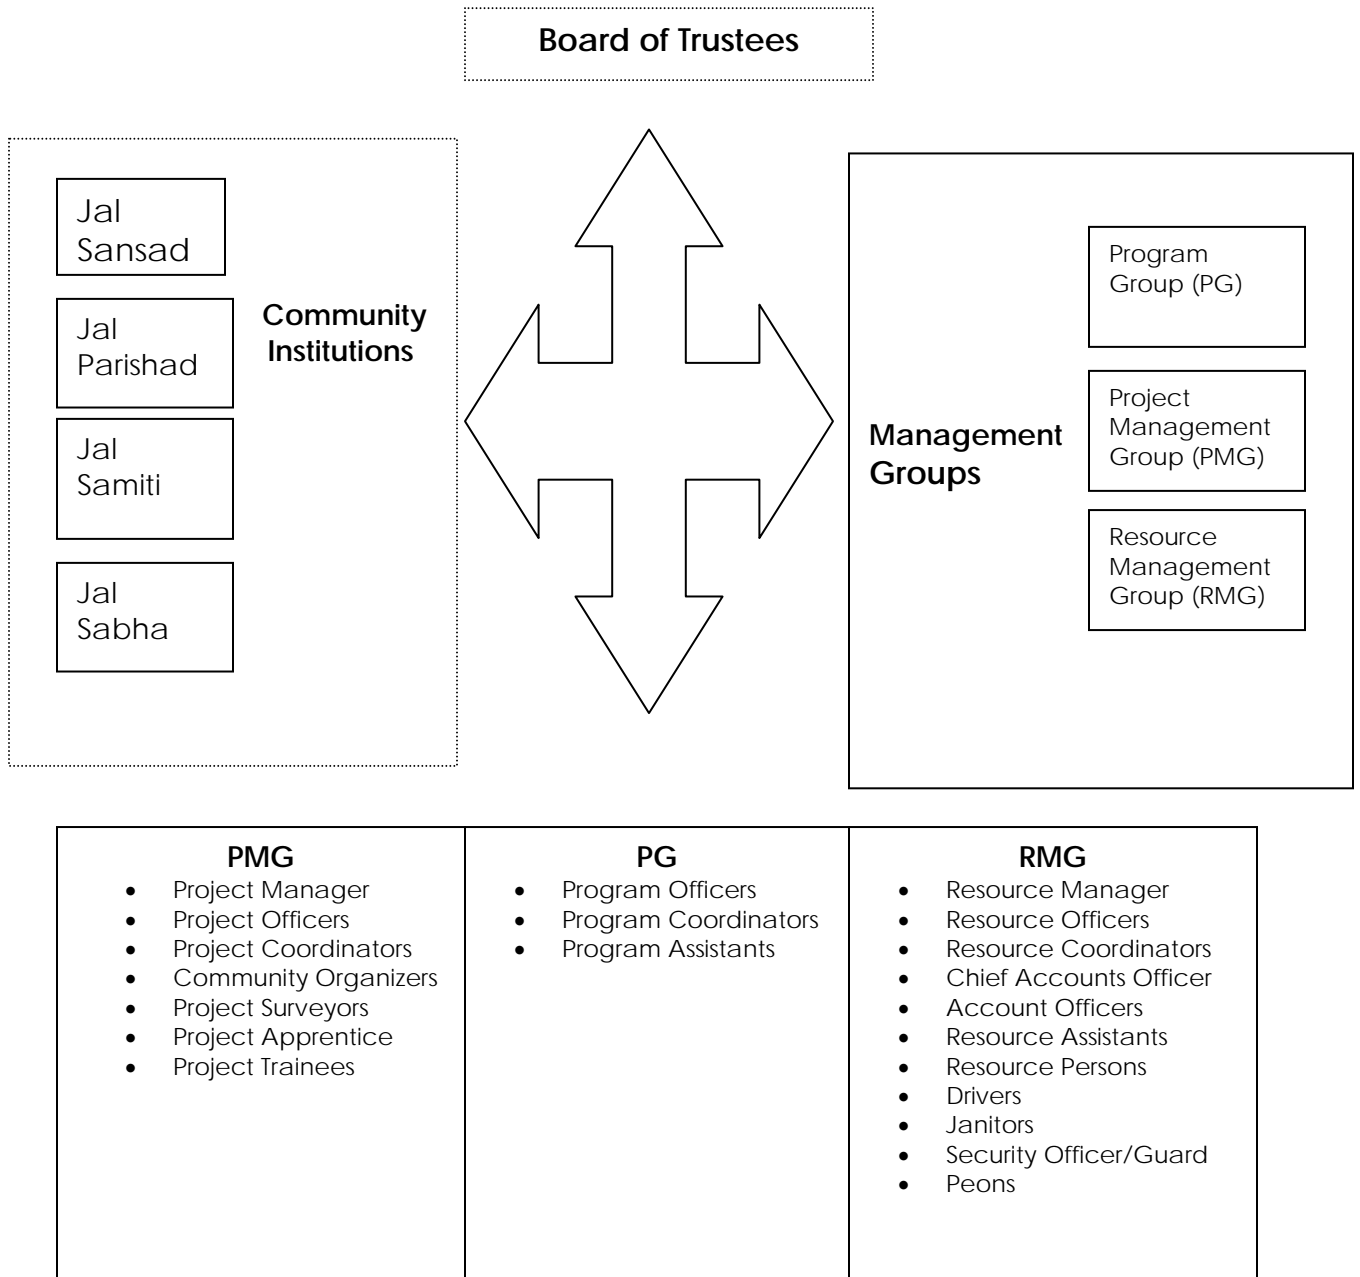 Board of Trustees
Jal
Sansad
Jal
Parishad
Jal
Samiti
Jal
Sabha
Community
Institutions
Management
Groups
Program
Group (PG)
Project
Management
Group (PMG)
Resource
Management
Group (RMG)
PMG
• Project Manager
• Project Officers
• Project Coordinators
• Community Organizers
• Project Surveyors
• Project Apprentice
• Project Trainees
PG
• Program Officers
• Program Coordinators
• Program Assistants
RMG
• Resource Manager
• Resource Officers
• Resource Coordinators
• Chief Accounts Officer
• Account Officers
• Resource Assistants
• Resource Persons
• Drivers
• Janitors
• Security Officer/Guard
• Peons